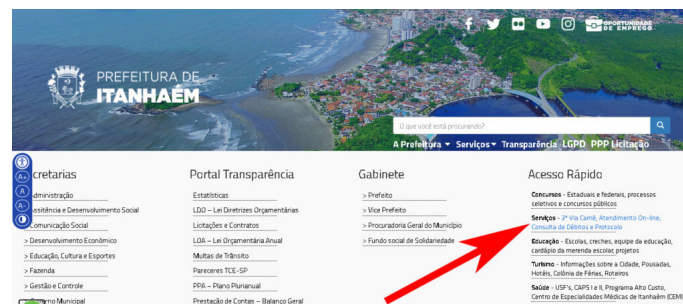 OPORTUNIDADE
DE EMPREGO
PREFEITURA DE
ITANHAÉM
O que você está procurando?
A Prefeitura Serviços Transparência LGPD PPP Licitação
cretarias
dministração
ssistência e Desenvolvimento Social
Comunicação Social
> Desenvolvimento Econômico
> Educação, Cultura e Esportes
> Fazenda
> Gestão e Controle
Municipal
Portal Transparência
Estatísticas
LDO – Lei Diretrizes Orçamentárias
Licitações e Contratos
LOA – Lei Orçamentária Anual
Multas de Trânsito
Pareceres TCE-SP
PPA – Plano Plurianual
Prestação de Contas – Balanço Geral
Gabinete
> Prefeito
> Vice Prefeito
> Procuradoria Geral do Município
> Fundo social de Solidariedade
Acesso Rápido
Concursos - Estaduais e federais, processos
seletivos e concursos públicos
Serviços - 2ª Via Carnê, Atendimento On-line,
Consulta de Débitos e Protocolo
Educação - Escolas, creches, equipe da educação,
cardápio da merenda escolar, projetos
Turismo - Informações sobre a Cidade, Pousadas,
Hotéis, Colônia de Férias, Roteiros
Saúde - USF's, CAPS I e II, Programa Alto Custo,
Centro de Especialidades Médicas de Itanhaém (CEMI
A+
A
A-